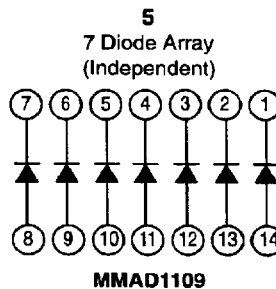 5
7 Diode Array
(Independent)
7 6 5 4 3 2 1
8 9 10 11 12 13 14
MMAD1109